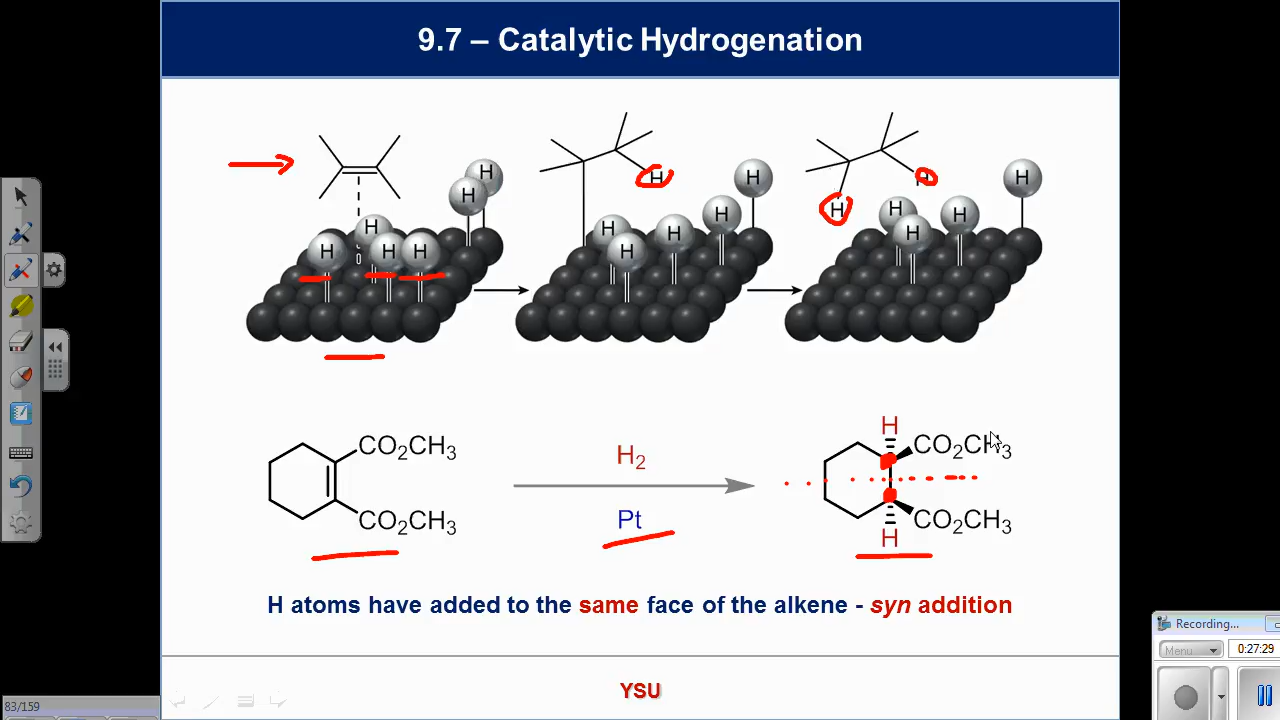 9.7 – Catalytic Hydrogenation
H H H H H H
H H H H H H
H H H H H H
CO2CH3
CO2CH3
H2
Pt
H
CO2CH3
CO2CH3
H
H atoms have added to the same face of the alkene - syn addition
YSU
83/159
Recording...
Menu
0:27:29